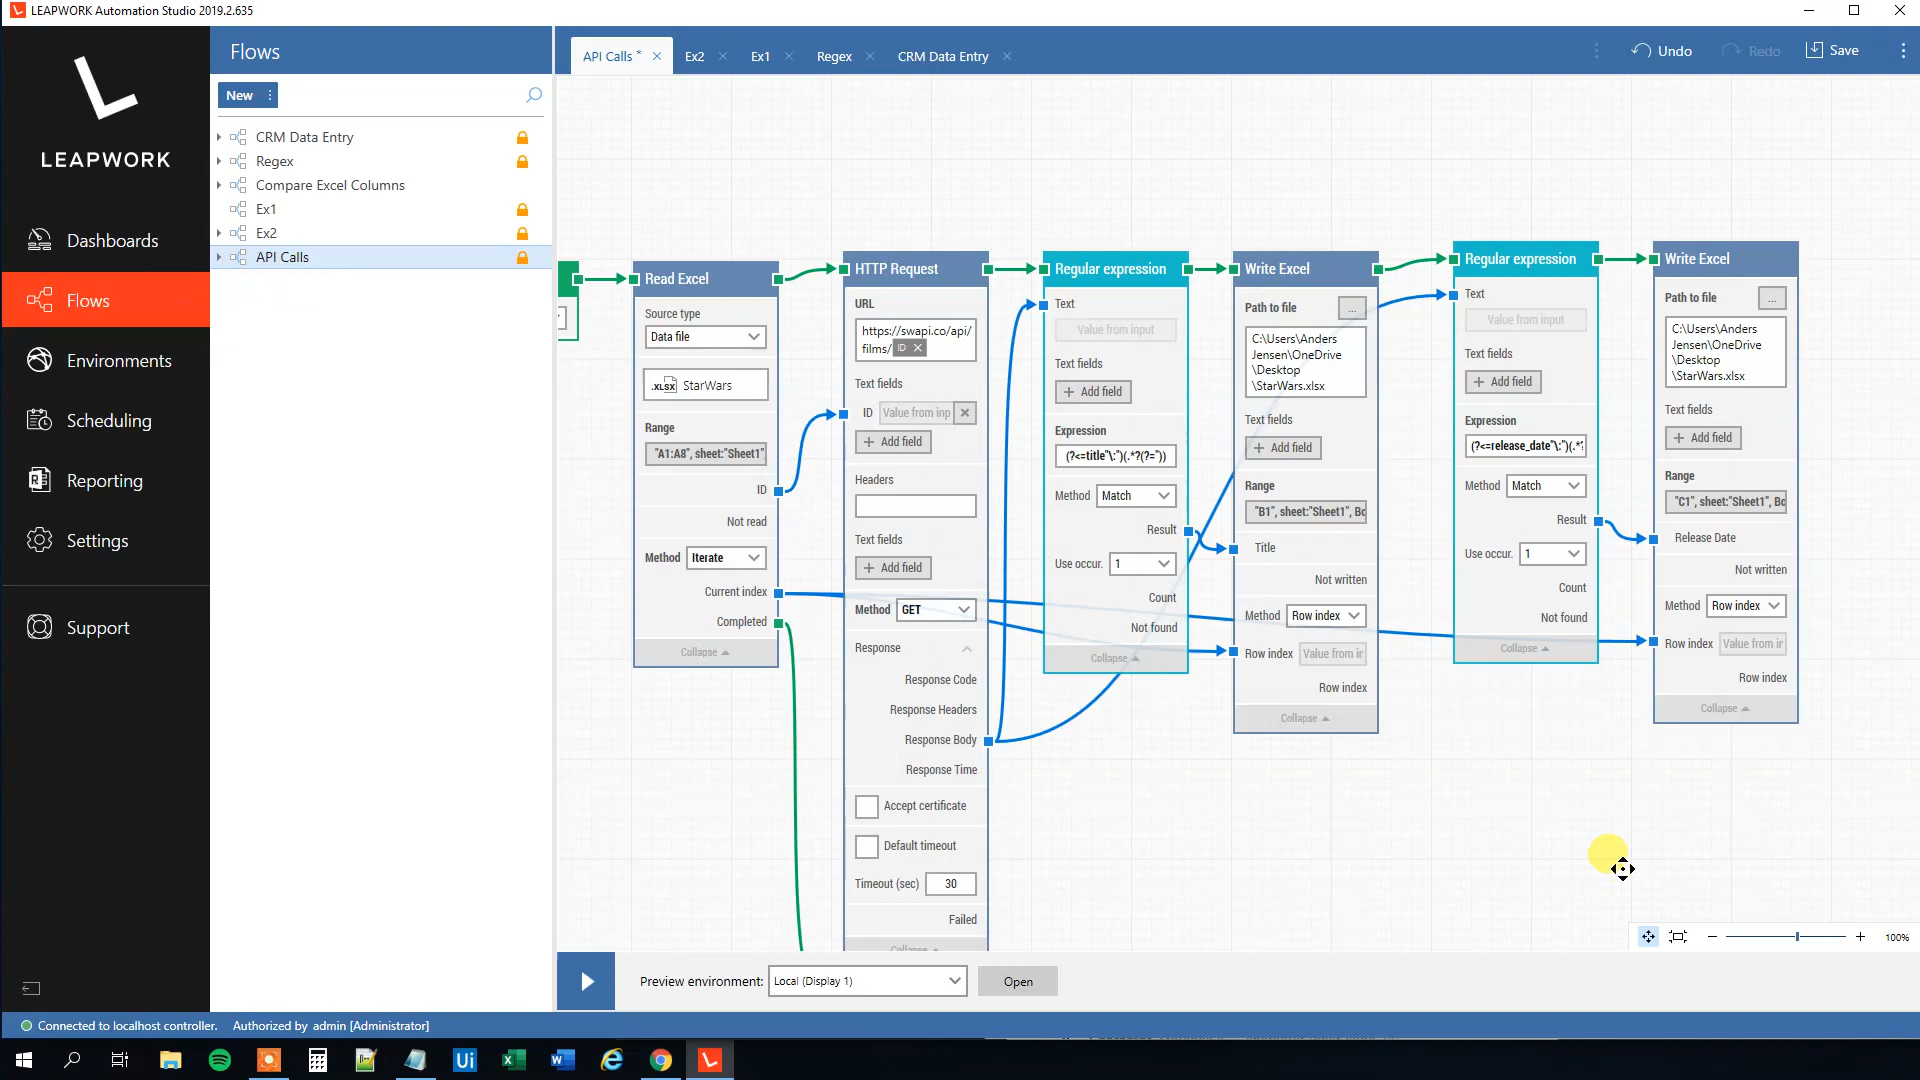 LEAPWORK Automation Studio 2019.2.635
LEAPWORK
Dashboards
Flows
Environments
Scheduling
Reporting
Settings
Support
Flows
New
CRM Data Entry
Regex
Compare Excel Columns
Ex1
Ex2
API Calls
API Calls *
Ex2
Ex1
Regex
CRM Data Entry
Undo
Redo
Save
Read Excel
Source type
Data file
.XLSX StarWars
Range
"A1:A8", sheet:"Sheet1",
ID
Not read
Method Iterate
Current index
Completed
Collapse
HTTP Request
URL
https://swapi.co/api/
films/ ID
Text fields
ID Value from inp
+ Add field
Headers
Text fields
+ Add field
Method GET
Response
Response Code
Response Headers
Response Body
Response Time
Accept certificate
Default timeout
Timeout (sec) 30
Failed
Collapse
Regular expression
Text
Value from input
Text fields
+ Add field
Expression
(?<=title"\:")(.*?(?="))
Method Match
Result
Use occur. 1
Count
Not found
Collapse
Write Excel
Path to file ...
C:\Users\Anders
Jensen\OneDrive
\Desktop
\StarWars.xlsx
Text fields
+ Add field
Range
"B1", sheet:"Sheet1", Bo
Title
Not written
Method Row index
Row index Value from ir
Row index
Collapse
Regular expression
Text
Value from input
Text fields
+ Add field
Expression
(?<=release_date"\:")(.*?
Method Match
Result
Use occur. 1
Count
Not found
Collapse
Write Excel
Path to file ...
C:\Users\Anders
Jensen\OneDrive
\Desktop
\StarWars.xlsx
Text fields
+ Add field
Range
"C1", sheet:"Sheet1", Bo
Release Date
Not written
Method Row index
Row index Value from ir
Row index
Collapse
100%
Preview environment: Local (Display 1) Open
Connected to localhost controller. Authorized by admin [Administrator]
Ui